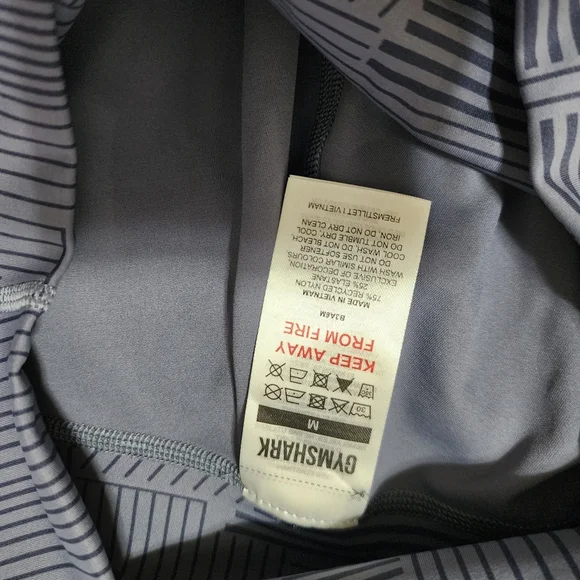 GYMSHARK
M
30
KEEP AWAY
FROM FIRE
B3A6M
MADE IN VIETNAM
75% RECYCLED NYLON
25% ELASTANE
EXCLUSIVE OF DECORATION.
WASH WITH SIMILAR COLOURS.
DO NOT USE SOFTENER. COOL
WASH. DO NOT BLEACH.
DO NOT TUMBLE DRY. COOL
IRON. DO NOT DRY CLEAN
FREMSTILLET I VIETNAM